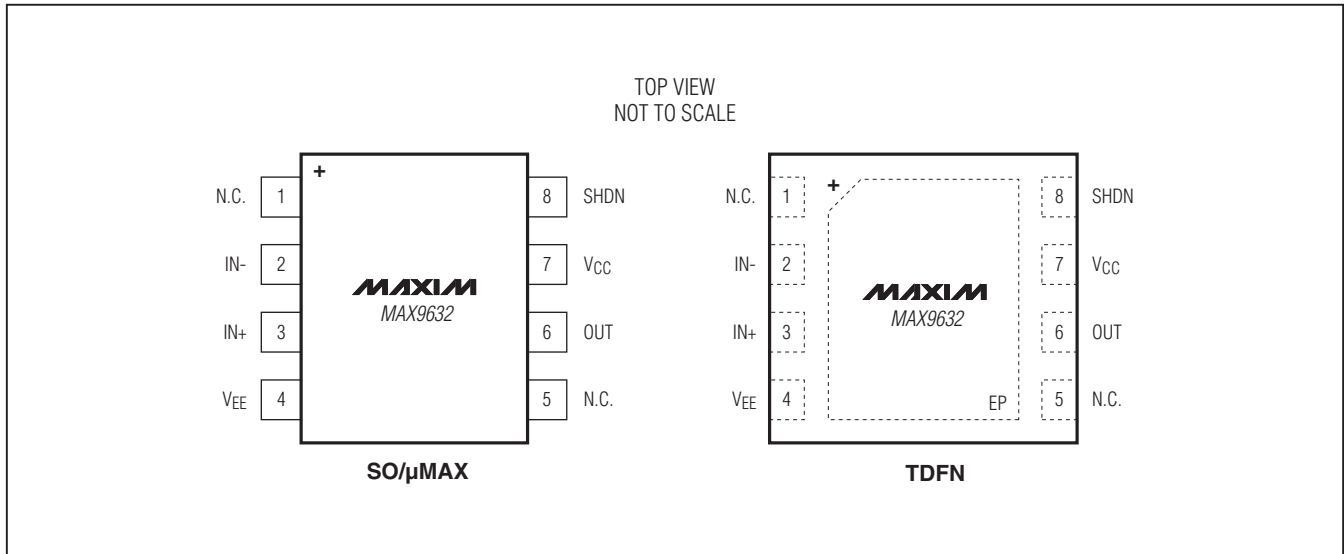 TOP VIEW
NOT TO SCALE
+
N.C. 1
8 SHDN
IN- 2
7 VCC
MAXIM
MAX9632
IN+ 3
6 OUT
VEE 4
5 N.C.
SO/µMAX
+
N.C. 1
8 SHDN
IN- 2
7 VCC
MAXIM
MAX9632
IN+ 3
6 OUT
VEE 4
EP
5 N.C.
TDFN